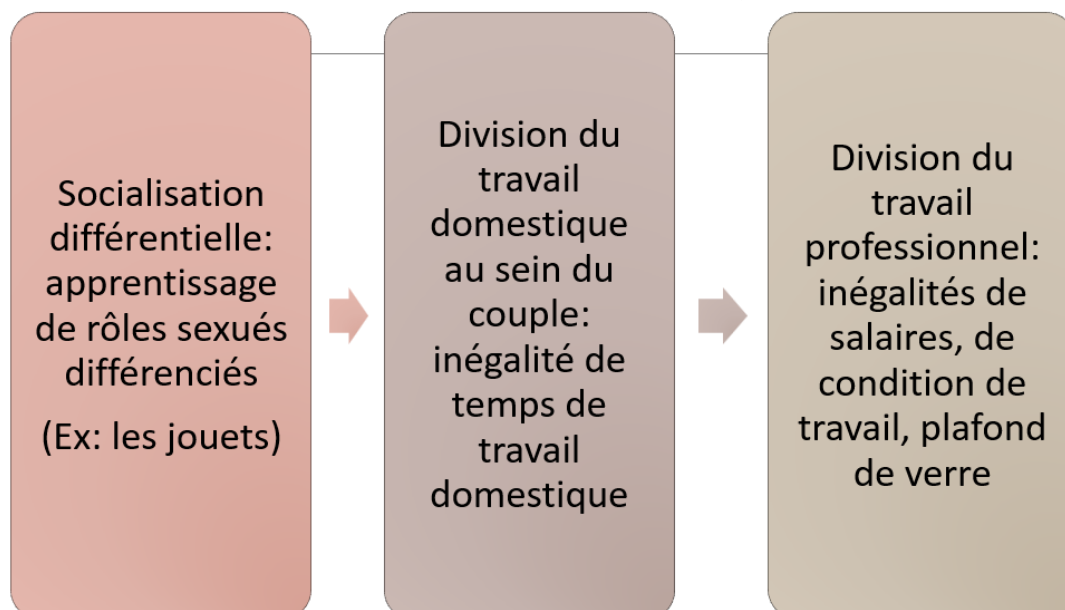 Socialisation
différentielle:
apprentissage
de rôles sexués
différenciés
(Ex: les jouets)
Division du
travail
domestique
au sein du
couple:
inégalité de
temps de
travail
domestique
Division du
travail
professionnel:
inégalités de
salaires, de
condition de
travail, plafond
de verre